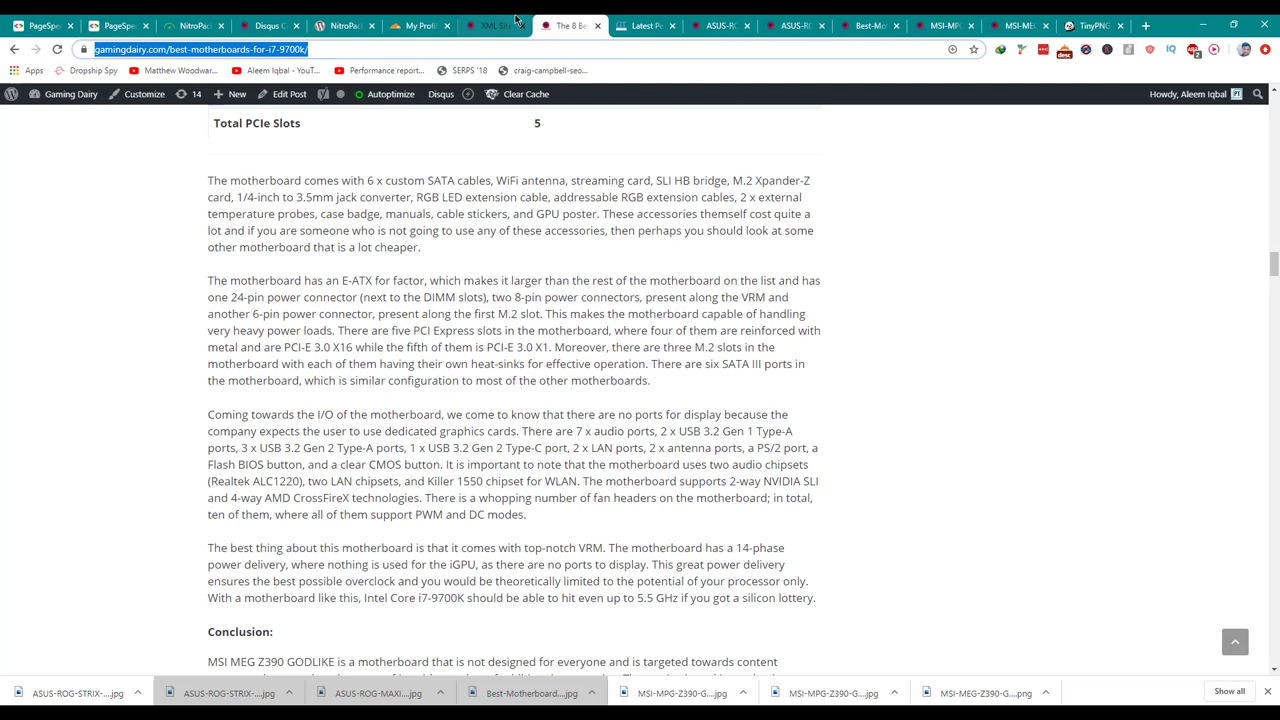 PageSpee
PageSpee
NitroPac
Disqus C
NitroPac
My Profi
XML Site
The 8 Be
Latest Pe
ASUS-RO
ASUS-RO
Best-Mot
MSI-MPG
MSI-MEG
TinyPNG
gamingdairy.com/best-motherboards-for-i7-9700k/
Apps
Dropship Spy
Matthew Woodwar...
Aleem Iqbal - YouT...
Performance report...
SERPS '18
craig-campbell-seo...
Gaming Dairy
Customize
14
New
Edit Post
Autoptimize
Disqus
Clear Cache
Howdy, Aleem Iqbal
Total PCIe Slots 5
The motherboard comes with 6 x custom SATA cables, WiFi antenna, streaming card, SLI HB bridge, M.2 Xpander-Z
card, 1/4-inch to 3.5mm jack converter, RGB LED extension cable, addressable RGB extension cables, 2 x external
temperature probes, case badge, manuals, cable stickers, and GPU poster. These accessories themself cost quite a
lot and if you are someone who is not going to use any of these accessories, then perhaps you should look at some
other motherboard that is a lot cheaper.
The motherboard has an E-ATX for factor, which makes it larger than the rest of the motherboard on the list and has
one 24-pin power connector (next to the DIMM slots), two 8-pin power connectors, present along the VRM and
another 6-pin power connector, present along the first M.2 slot. This makes the motherboard capable of handling
very heavy power loads. There are five PCI Express slots in the motherboard, where four of them are reinforced with
metal and are PCI-E 3.0 X16 while the fifth of them is PCI-E 3.0 X1. Moreover, there are three M.2 slots in the
motherboard with each of them having their own heat-sinks for effective operation. There are six SATA III ports in
the motherboard, which is similar configuration to most of the other motherboards.
Coming towards the I/O of the motherboard, we come to know that there are no ports for display because the
company expects the user to use dedicated graphics cards. There are 7 x audio ports, 2 x USB 3.2 Gen 1 Type-A
ports, 3 x USB 3.2 Gen 2 Type-A ports, 1 x USB 3.2 Gen 2 Type-C port, 2 x LAN ports, 2 x antenna ports, a PS/2 port, a
Flash BIOS button, and a clear CMOS button. It is important to note that the motherboard uses two audio chipsets
(Realtek ALC1220), two LAN chipsets, and Killer 1550 chipset for WLAN. The motherboard supports 2-way NVIDIA SLI
and 4-way AMD CrossFireX technologies. There is a whopping number of fan headers on the motherboard; in total,
ten of them, where all of them support PWM and DC modes.
The best thing about this motherboard is that it comes with top-notch VRM. The motherboard has a 14-phase
power delivery, where nothing is used for the iGPU, as there are no ports to display. This great power delivery
ensures the best possible overclock and you would be theoretically limited to the potential of your processor only.
With a motherboard like this, Intel Core i7-9700K should be able to hit even up to 5.5 GHz if you got a silicon lottery.
Conclusion:
MSI MEG Z390 GODLIKE is a motherboard that is not designed for everyone and is targeted towards content
ASUS-ROG-STRIX-....jpg
ASUS-ROG-STRIX-....jpg
ASUS-ROG-MAXI....jpg
Best-Motherboard....jpg
MSI-MPG-Z390-G....jpg
MSI-MPG-Z390-G....jpg
MSI-MEG-Z390-G....png
Show all